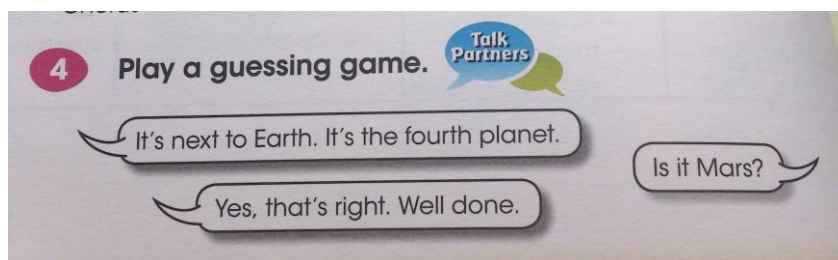 4 Play a guessing game.
Talk
Partners
It's next to Earth. It's the fourth planet.
Is it Mars?
Yes, that's right. Well done.